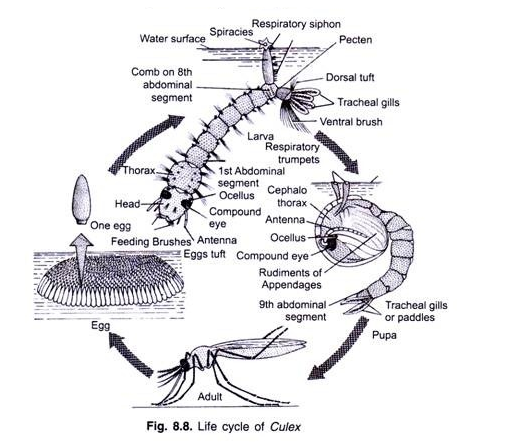 Respiratory siphon
Spiracles
Water surface
Pecten
Comb on 8th
abdominal
segment
Dorsal tuft
Tracheal gills
Ventral brush
Larva
Respiratory
trumpets
Thorax
1st Abdominal
segment
Ocellus
Head
Compound
eye
Cephalo
thorax
Antenna
Ocellus
Compound eye
Rudiments of
Appendages
9th abdominal
segment
Tracheal gills
or paddles
Pupa
One egg
Feeding Brushes
Antenna
Eggs tuft
Egg
Adult
Fig. 8.8. Life cycle of Culex